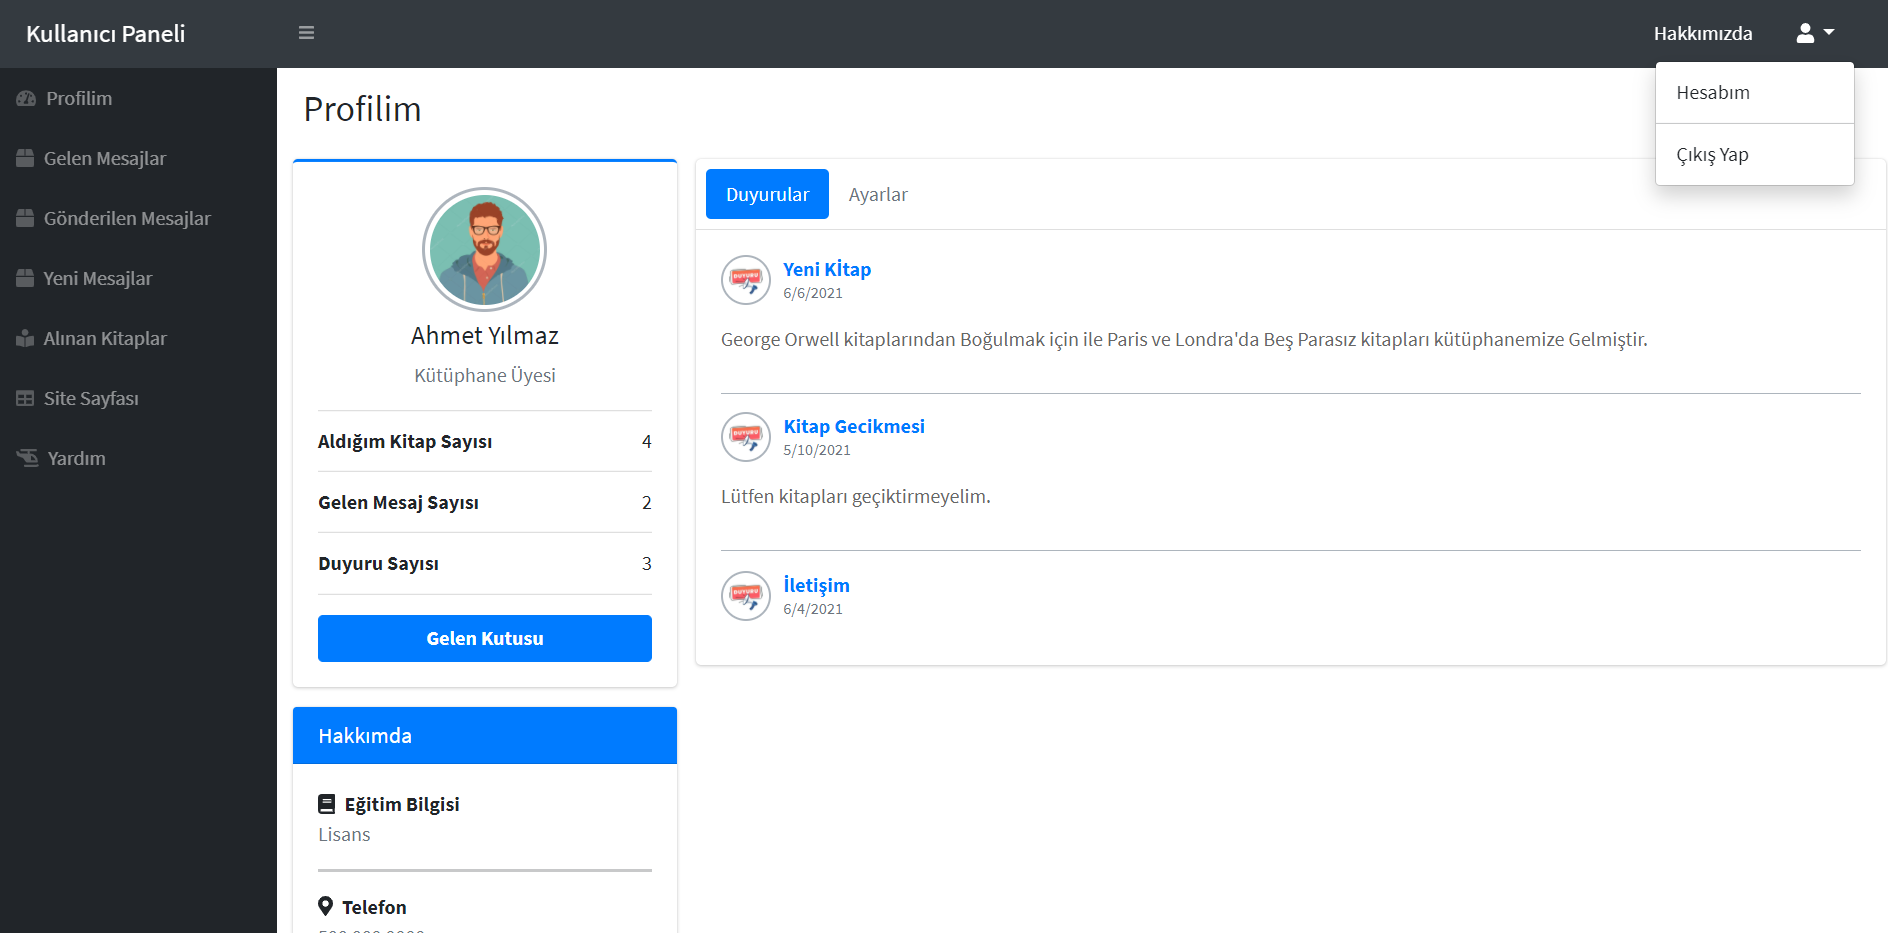 Kullanıcı Paneli
Hakkımızda
Hesabım
Çıkış Yap
Profilim
Gelen Mesajlar
Gönderilen Mesajlar
Yeni Mesajlar
Alınan Kitaplar
Site Sayfası
Yardım
Profilim
Ahmet Yılmaz
Kütüphane Üyesi
Aldığım Kitap Sayısı 4
Gelen Mesaj Sayısı 2
Duyuru Sayısı 3
Gelen Kutusu
Hakkımda
Eğitim Bilgisi
Lisans
Telefon
Duyurular Ayarlar
DUYURU
Yeni Kİtap
6/6/2021
George Orwell kitaplarından Boğulmak için ile Paris ve Londra'da Beş Parasız kitapları kütüphanemize Gelmiştir.
DUYURU
Kitap Gecikmesi
5/10/2021
Lütfen kitapları geçiktirmeyelim.
DUYURU
İletişim
6/4/2021